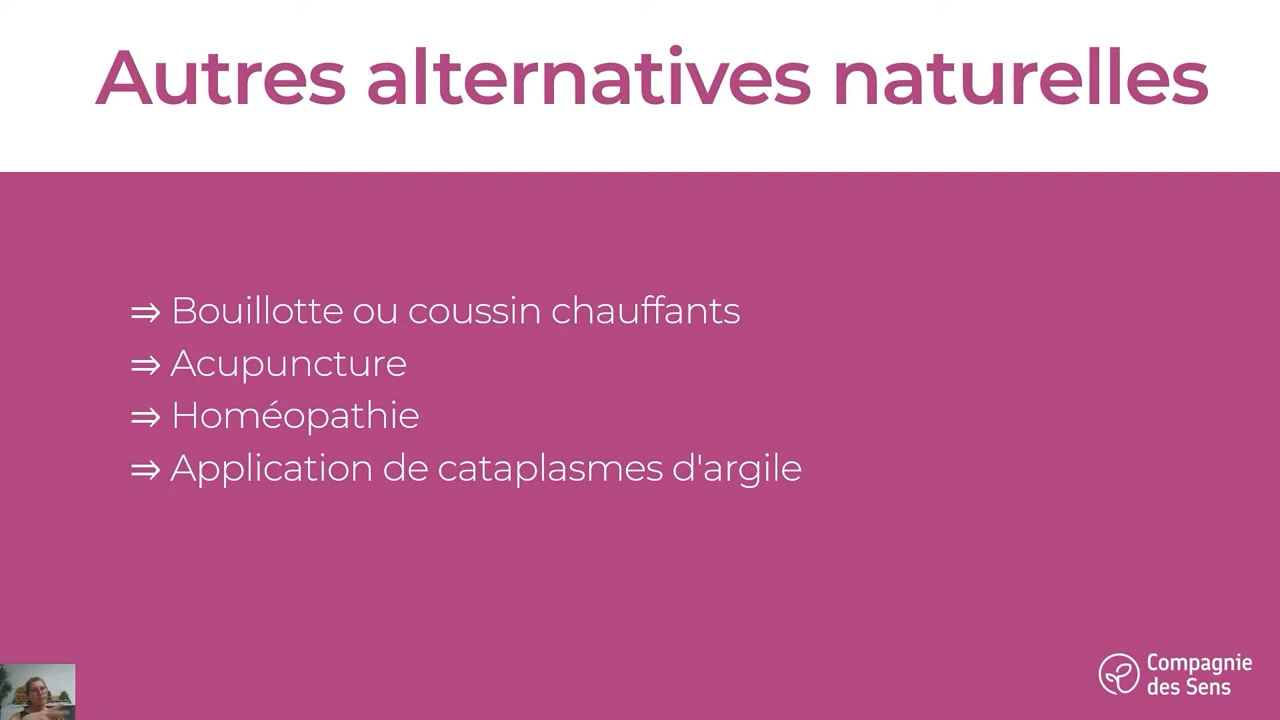 Autres alternatives naturelles
⇒ Bouillotte ou coussin chauffants
⇒ Acupuncture
⇒ Homéopathie
⇒ Application de cataplasmes d'argile
Compagnie
des Sens